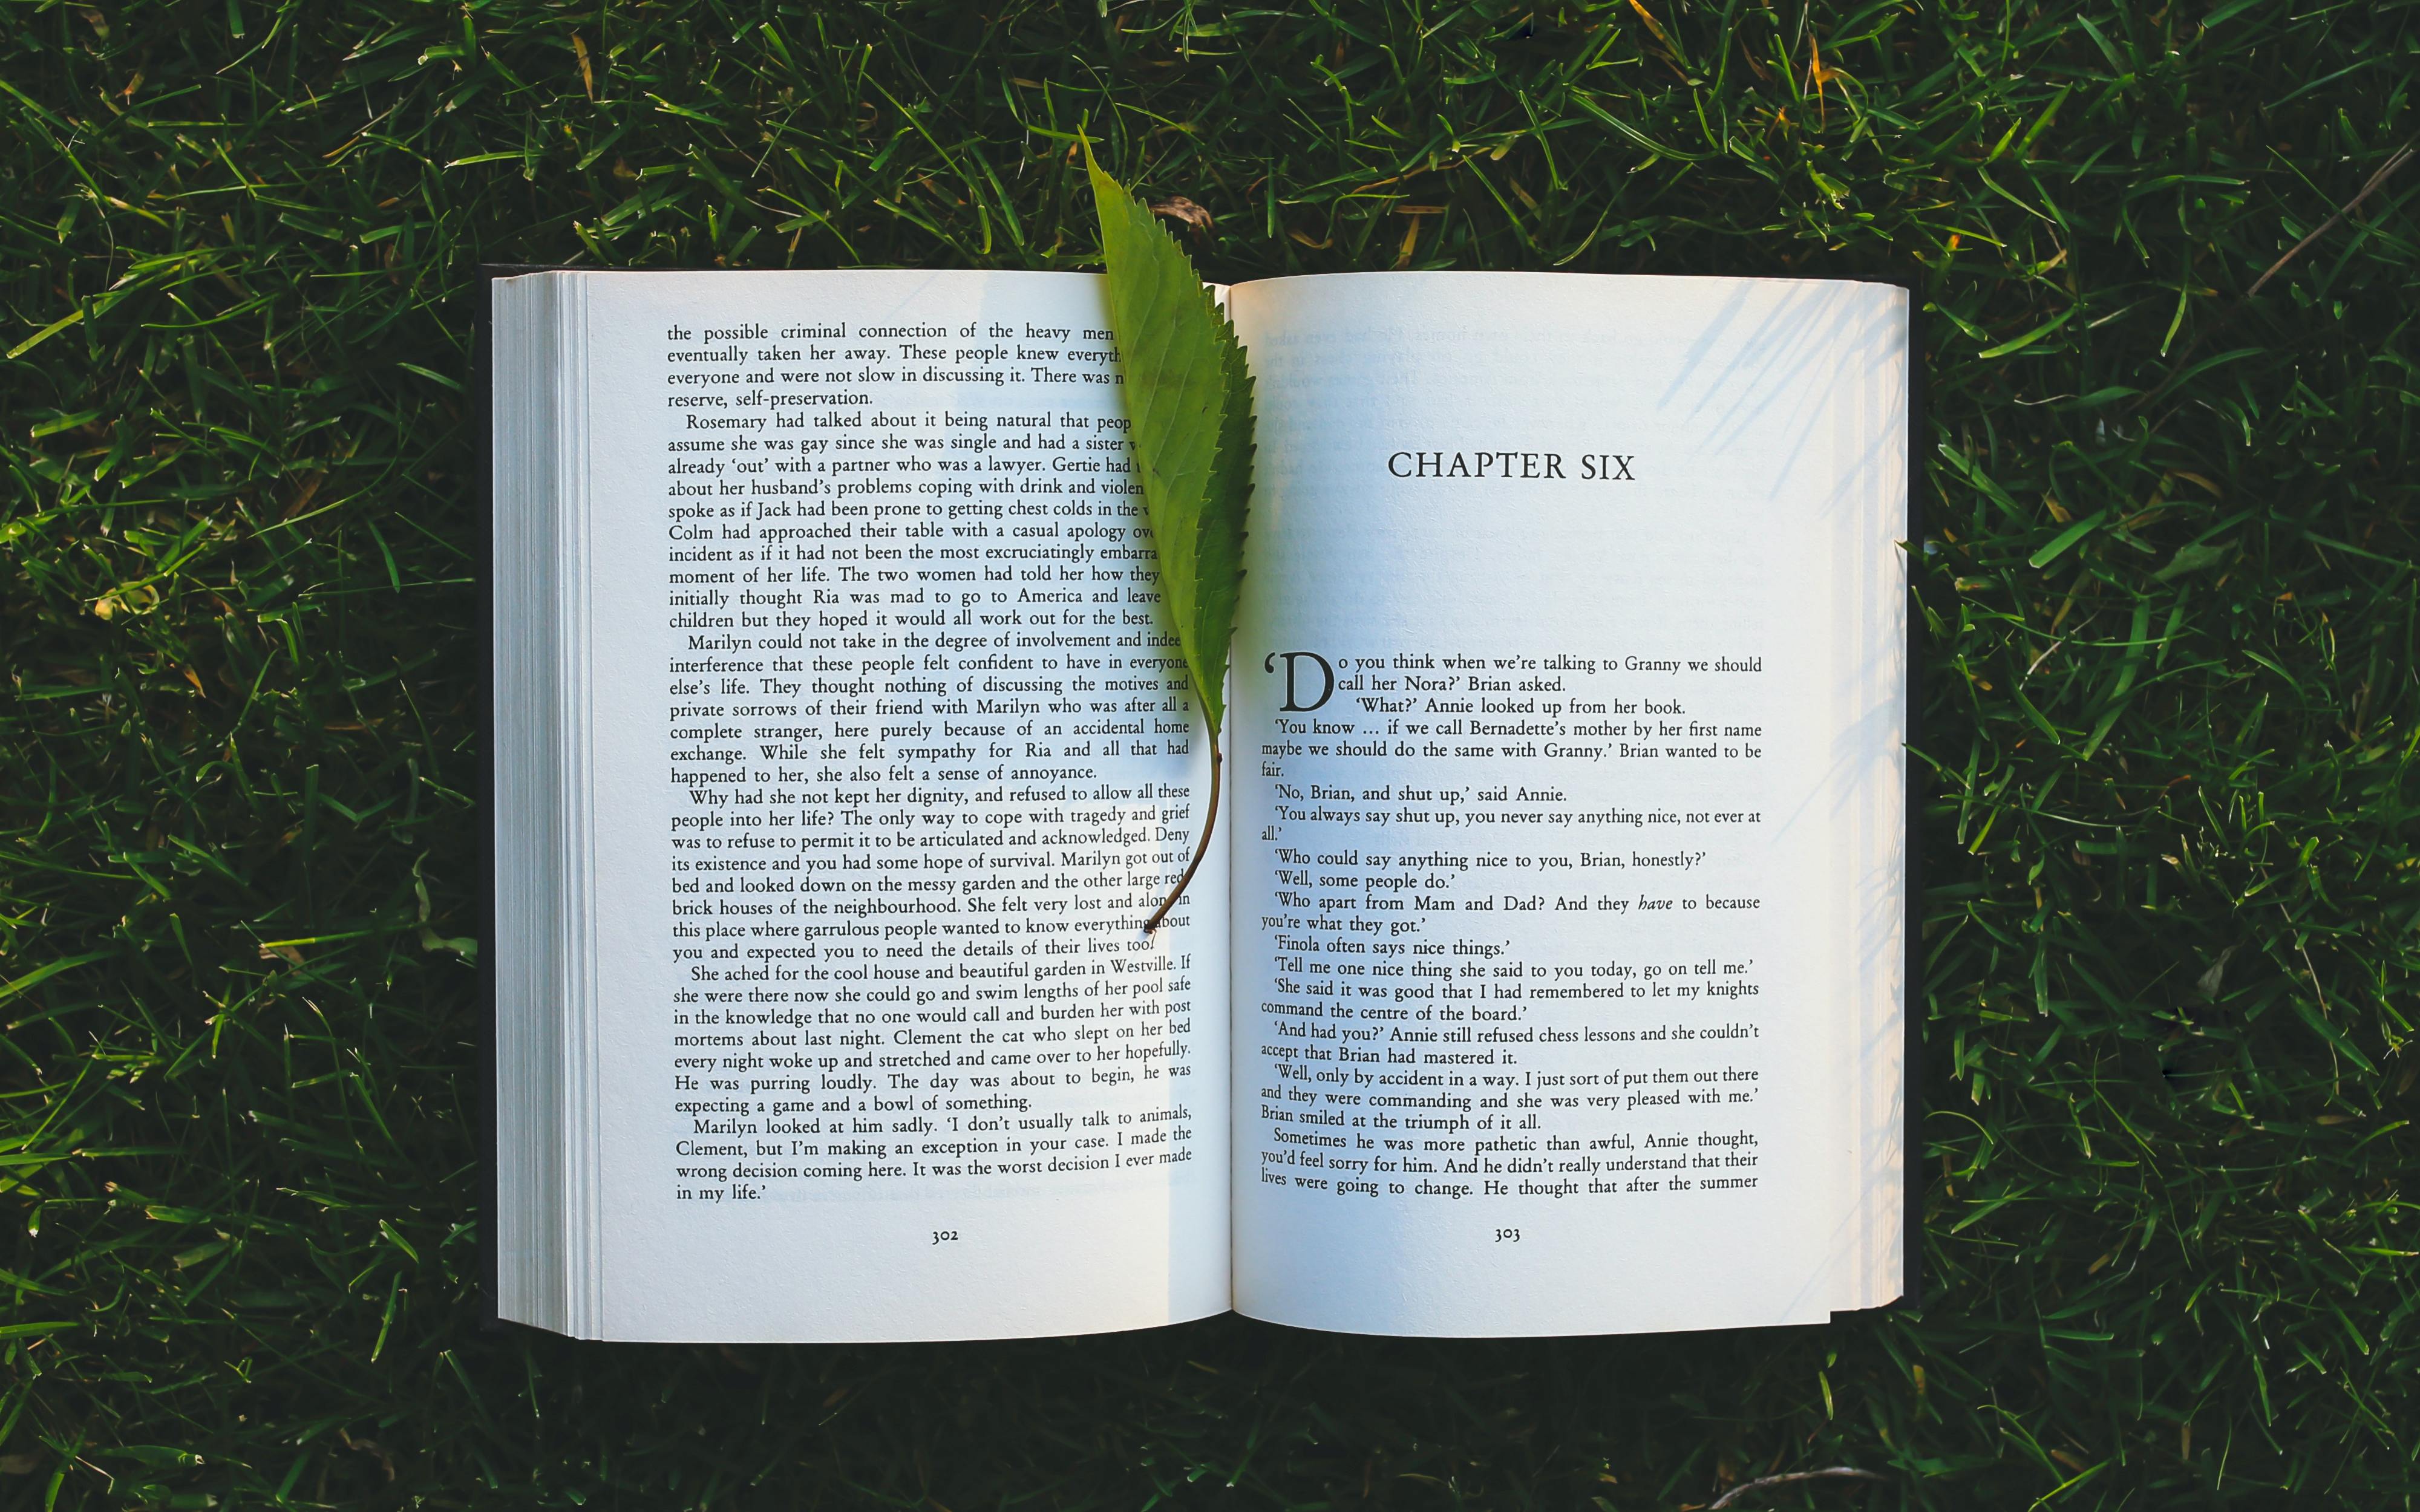 the possible criminal connection of the heavy men
eventually taken her away. These people knew
everyone and were not slow in discussing it. There was
reserve, self-preservation.
Rosemary had talked about it being natural that
assume she was gay since she was single and had a sister
already ‘out’ with a partner who was a lawyer. Gertie had
about her husband’s problems coping with drink and
spoke as if Jack had been prone to getting chest colds in the
Colm had approached their table with a casual apology
incident as if it had not been the most excruciatingly
moment of her life. The two women had told her how they
initially thought Ria was mad to go to America and leave
children but they hoped it would all work out for the best.
Marilyn could not take in the degree of involvement and
interference that these people felt confident to have in everyone
else’s life. They thought nothing of discussing the motives and
private sorrows of their friend with Marilyn who was after all a
complete stranger, here purely because of an accidental home
exchange. While she felt sympathy for Ria and all that had
happened to her, she also felt a sense of annoyance.
Why had she not kept her dignity, and refused to allow all these
people into her life? The only way to cope with tragedy and grief
was to refuse to permit it to be articulated and acknowledged. Deny
its existence and you had some hope of survival. Marilyn got out of
bed and looked down on the messy garden and the other large red-
brick houses of the neighbourhood. She felt very lost and alone in
this place where garrulous people wanted to know everything about
you and expected you to need the details of their lives too.
She ached for the cool house and beautiful garden in Westville. If
she were there now she could go and swim lengths of her pool safe
in the knowledge that no one would call and burden her with post
mortems about last night. Clement the cat who slept on her bed
every night woke up and stretched and came over to her hopefully.
He was purring loudly. The day was about to begin, he was
expecting a game and a bowl of something.
Marilyn looked at him sadly. ‘I don’t usually talk to animals,
Clement, but I’m making an exception in your case. I made the
wrong decision coming here. It was the worst decision I ever made
in my life.’
302
CHAPTER SIX
‘Do you think when we’re talking to Granny we should
call her Nora?’ Brian asked.
‘What?’ Annie looked up from her book.
‘You know ... if we call Bernadette’s mother by her first name
maybe we should do the same with Granny.’ Brian wanted to be
fair.
‘No, Brian, and shut up,’ said Annie.
‘You always say shut up, you never say anything nice, not ever at
all.’
‘Who could say anything nice to you, Brian, honestly?’
‘Well, some people do.’
‘Who apart from Mam and Dad? And they have to because
you’re what they got.’
‘Finola often says nice things.’
‘Tell me one nice thing she said to you today, go on tell me.’
‘She said it was good that I had remembered to let my knights
command the centre of the board.’
‘And had you?’ Annie still refused chess lessons and she couldn’t
accept that Brian had mastered it.
‘Well, only by accident in a way. I just sort of put them out there
and they were commanding and she was very pleased with me.’
Brian smiled at the triumph of it all.
Sometimes he was more pathetic than awful, Annie thought,
you’d feel sorry for him. And he didn’t really understand that their
lives were going to change. He thought that after the summer
303